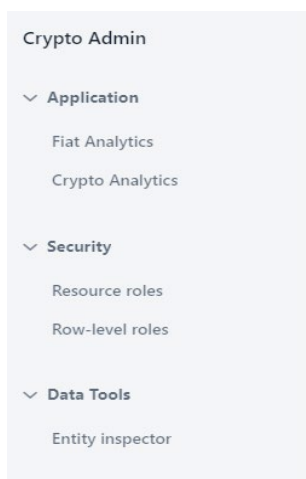 Crypto Admin
Application
Fiat Analytics
Crypto Analytics
Security
Resource roles
Row-level roles
Data Tools
Entity inspector